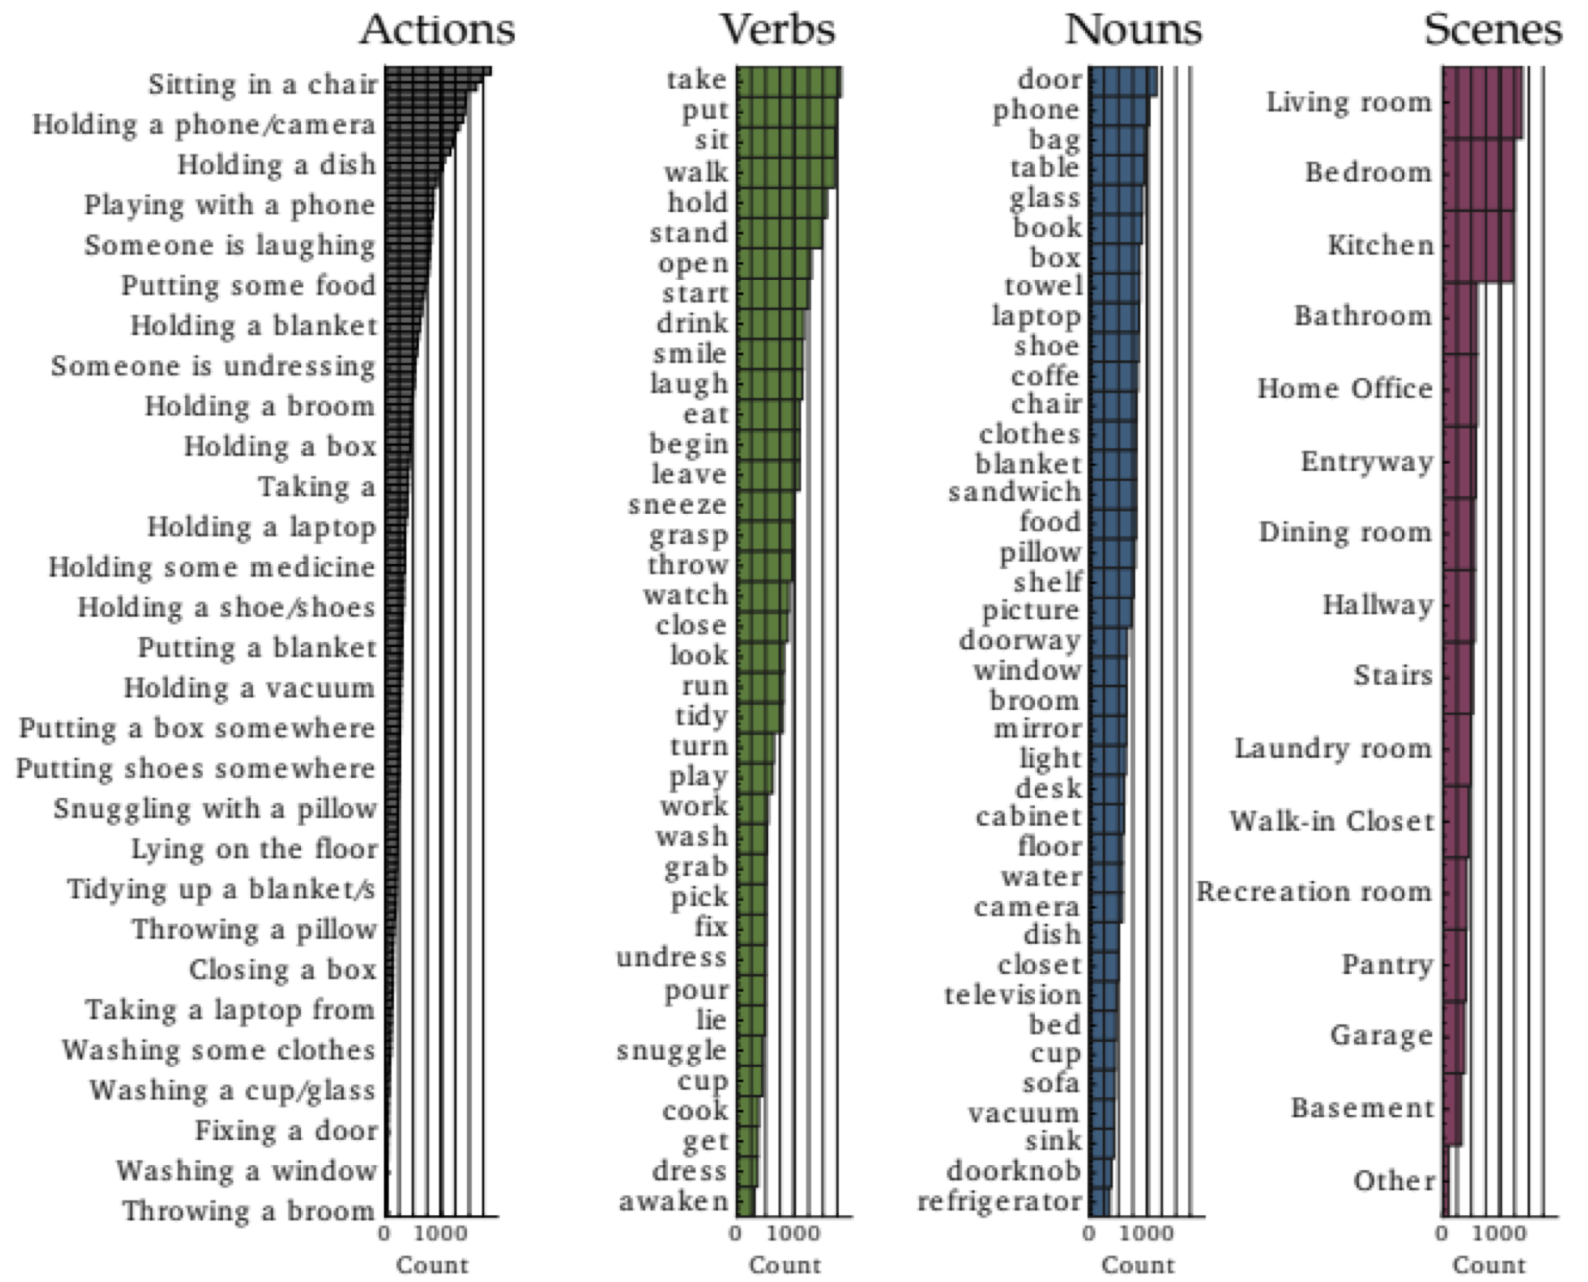 Actions
Sitting in a chair
Holding a phone/camera
Holding a dish
Playing with a phone
Someone is laughing
Putting some food
Holding a blanket
Someone is undressing
Holding a broom
Holding a box
Taking a
Holding a laptop
Holding some medicine
Holding a shoe/shoes
Putting a blanket
Holding a vacuum
Putting a box somewhere
Putting shoes somewhere
Snuggling with a pillow
Lying on the floor
Tidying up a blanket/s
Throwing a pillow
Closing a box
Taking a laptop from
Washing some clothes
Washing a cup/glass
Fixing a door
Washing a window
Throwing a broom
0 1000
Count
Verbs
take
put
sit
walk
hold
stand
open
start
drink
smile
laugh
eat
begin
leave
sneeze
grasp
throw
watch
close
look
run
tidy
turn
play
work
wash
grab
pick
fix
undress
pour
lie
snuggle
cup
cook
get
dress
awaken
0 1000
Count
Nouns
door
phone
bag
table
glass
book
box
towel
laptop
shoe
coffe
chair
clothes
blanket
sandwich
food
pillow
shelf
picture
doorway
window
broom
mirror
light
desk
cabinet
floor
water
camera
dish
closet
television
bed
cup
sofa
vacuum
sink
doorknob
refrigerator
0 1000
Count
Scenes
Living room
Bedroom
Kitchen
Bathroom
Home Office
Entryway
Dining room
Hallway
Stairs
Laundry room
Walk-in Closet
Recreation room
Pantry
Garage
Basement
Other
0 1000
Count